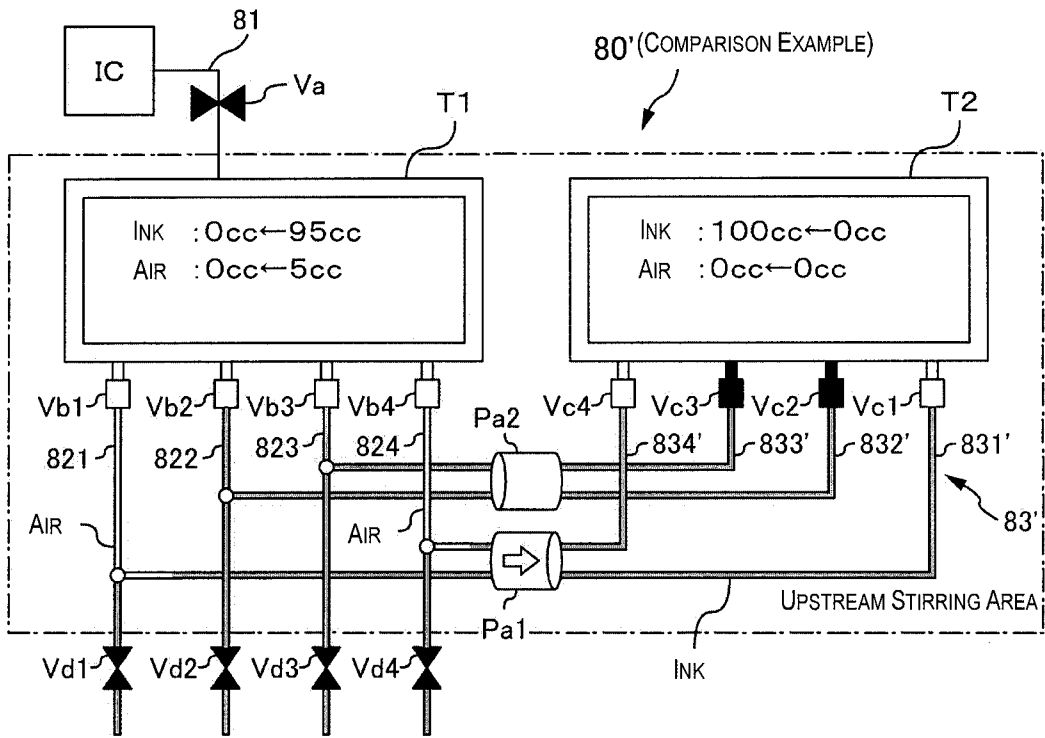 81
80' (COMPARISON EXAMPLE)
IC
Va
T1
T2
INK : 0cc←95cc
AIR : 0cc←5cc
INK : 100cc←0cc
AIR : 0cc←0cc
Vb1 Vb2 Vb3 Vb4 Vc4 Vc3 Vc2 Vc1
Pa2
821 822 823 824 834' 833' 832' 831'
AIR AIR 83'
Pa1
UPSTREAM STIRRING AREA
Vd1 Vd2 Vd3 Vd4 INK